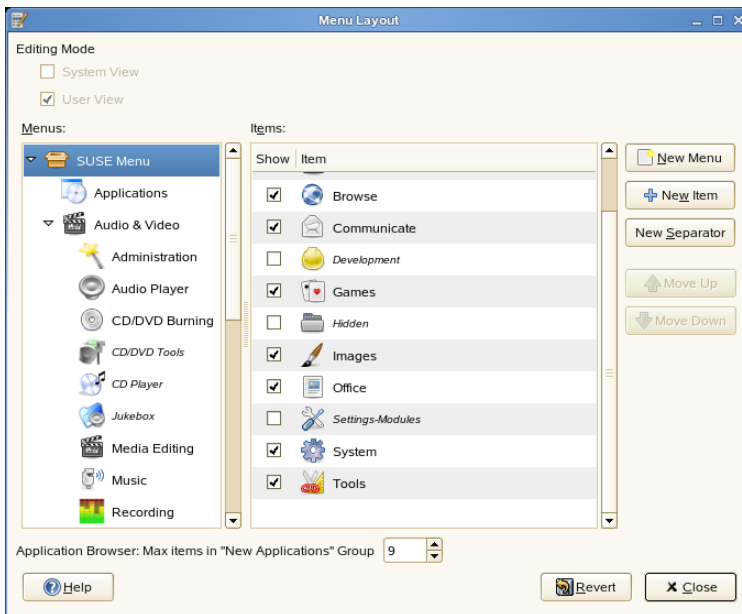 Menu Layout
Editing Mode
System View
User View
Menus:
Items:
SUSE Menu
Applications
Audio & Video
Administration
Audio Player
CD/DVD Burning
CD/DVD Tools
CD Player
Jukebox
Media Editing
Music
Recording
Show Item
Browse
Communicate
Development
Games
Hidden
Images
Office
Settings-Modules
System
Tools
New Menu
New Item
New Separator
Move Up
Move Down
Application Browser: Max items in "New Applications" Group 9
Help
Revert
Close